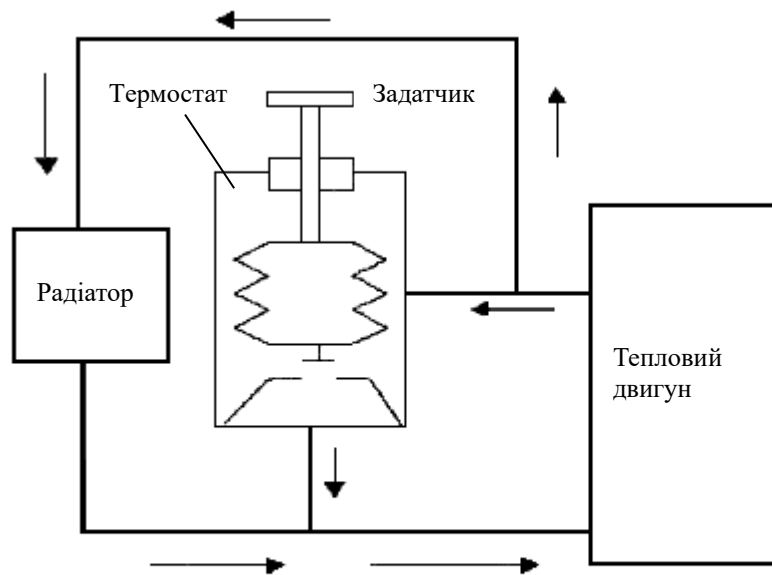 Термостат
Задатчик
Радіатор
Тепловий
двигун